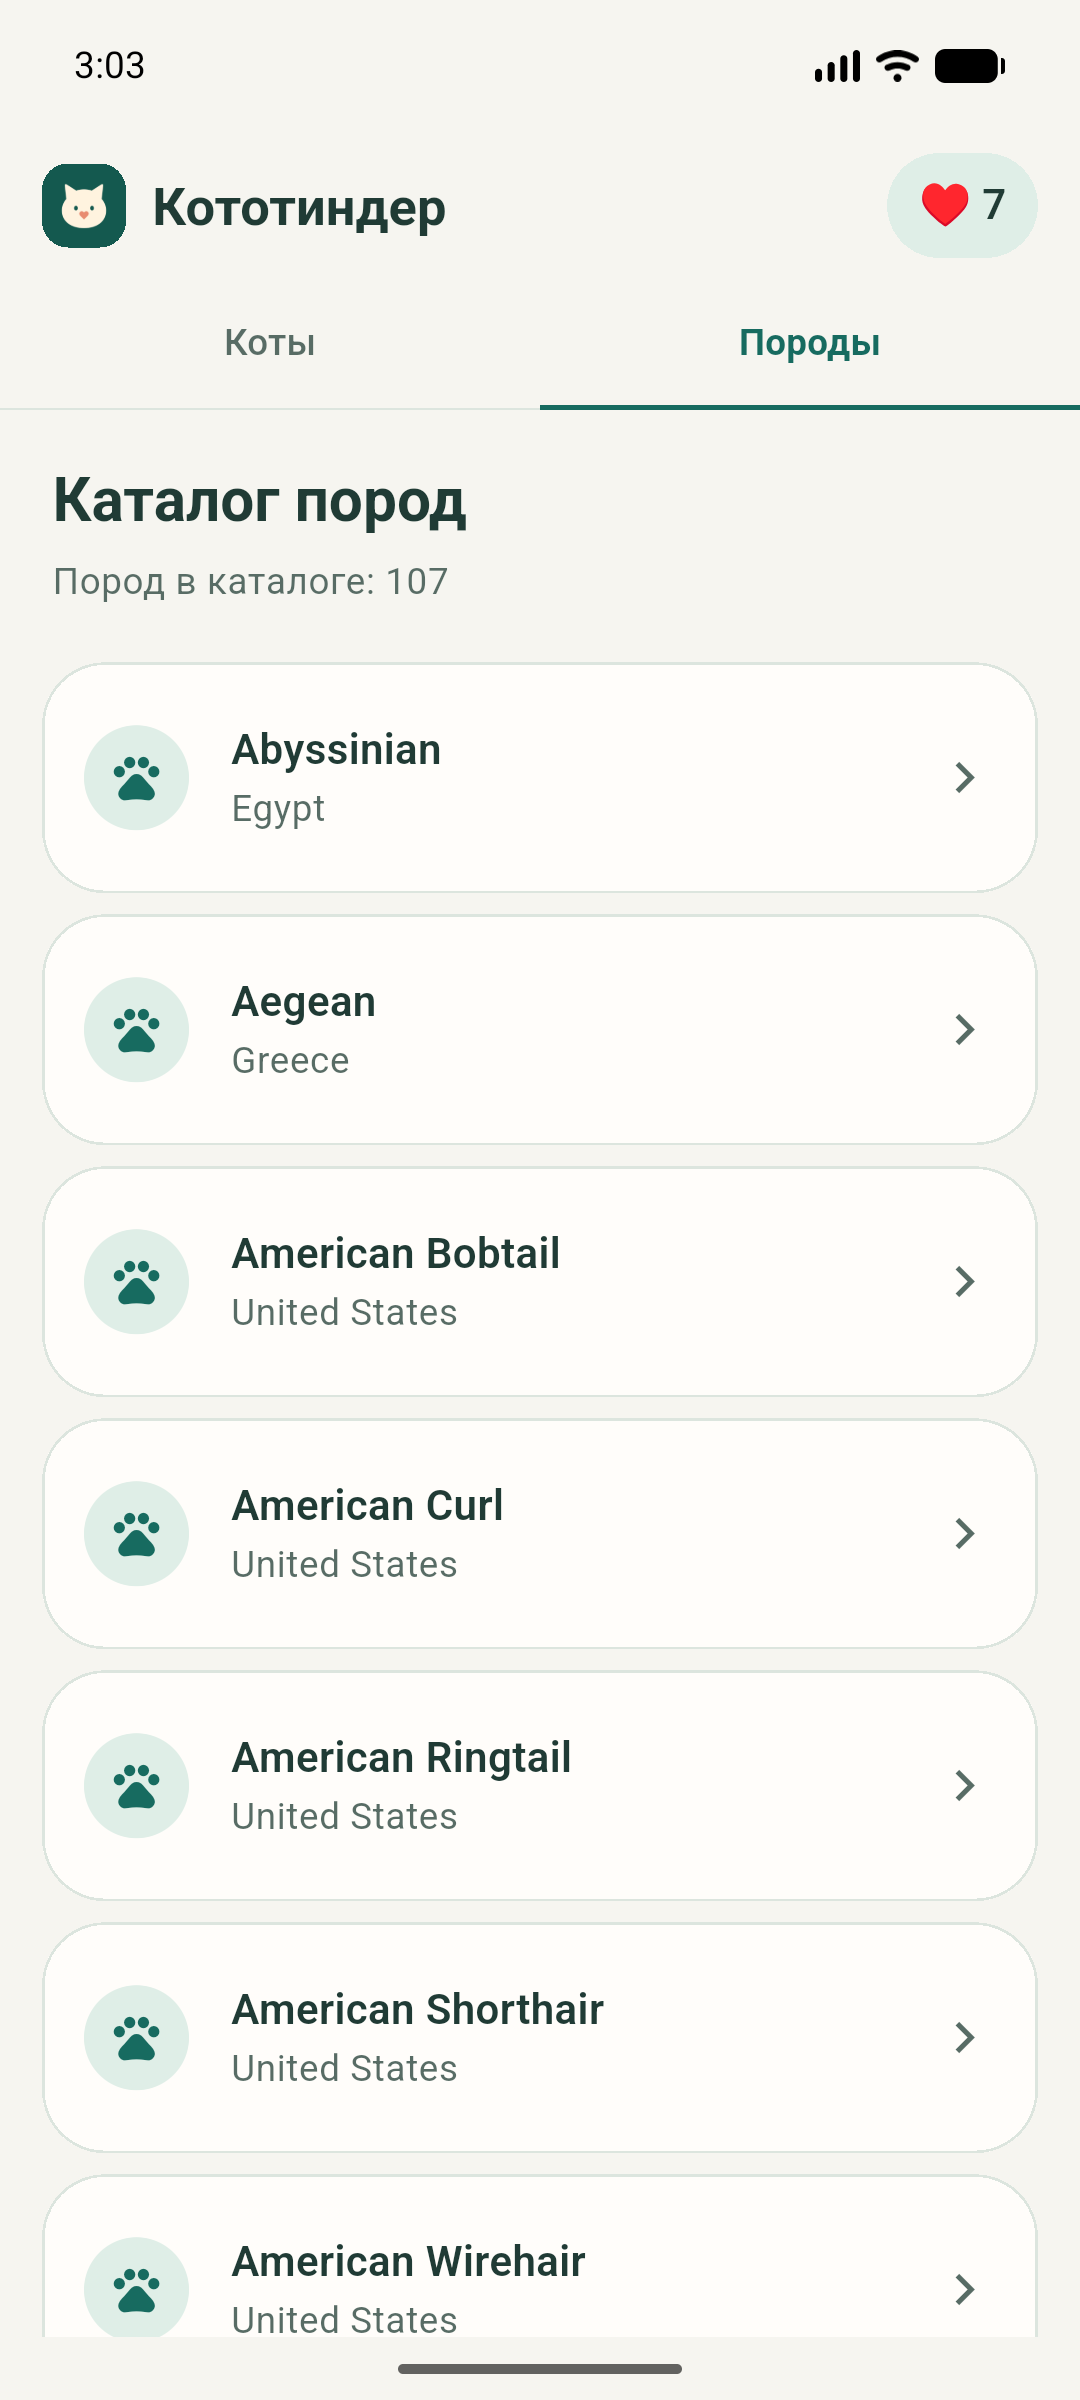 3:03
Кототиндер
7
Коты
Породы
Каталог пород
Пород в каталоге: 107
Abyssinian
Egypt
Aegean
Greece
American Bobtail
United States
American Curl
United States
American Ringtail
United States
American Shorthair
United States
American Wirehair
United States